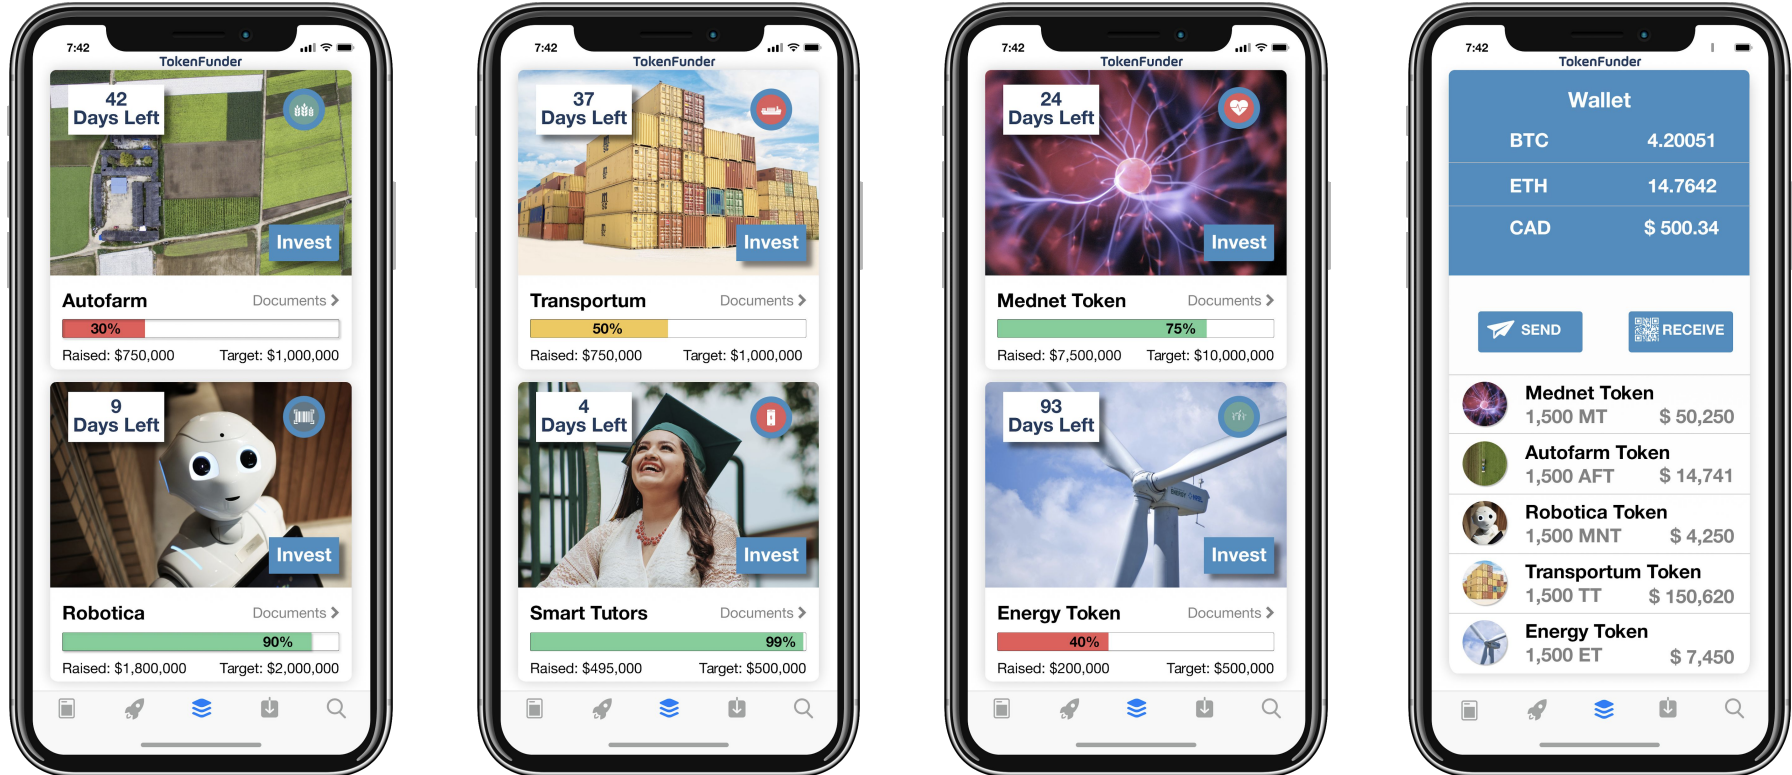 7:42
TokenFunder
42
Days Left
Invest
Autofarm
Documents
30%
Raised: $750,000 Target: $1,000,000
9
Days Left
Invest
Robotica
Documents
90%
Raised: $1,800,000 Target: $2,000,000
7:42
TokenFunder
37
Days Left
Invest
Transportum
Documents
50%
Raised: $750,000 Target: $1,000,000
4
Days Left
Invest
Smart Tutors
Documents
99%
Raised: $495,000 Target: $500,000
7:42
TokenFunder
24
Days Left
Invest
Mednet Token
Documents
75%
Raised: $7,500,000 Target: $10,000,000
93
Days Left
Invest
Energy Token
Documents
40%
Raised: $200,000 Target: $500,000
7:42
TokenFunder
Wallet
BTC 4.20051
ETH 14.7642
CAD $ 500.34
SEND
RECEIVE
Mednet Token
1,500 MT $ 50,250
Autofarm Token
1,500 AFT $ 14,741
Robotica Token
1,500 MNT $ 4,250
Transportum Token
1,500 TT $ 150,620
Energy Token
1,500 ET $ 7,450